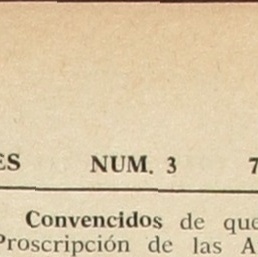 ES NUM. 3 7
Convencidos de que
Proscripción de las A